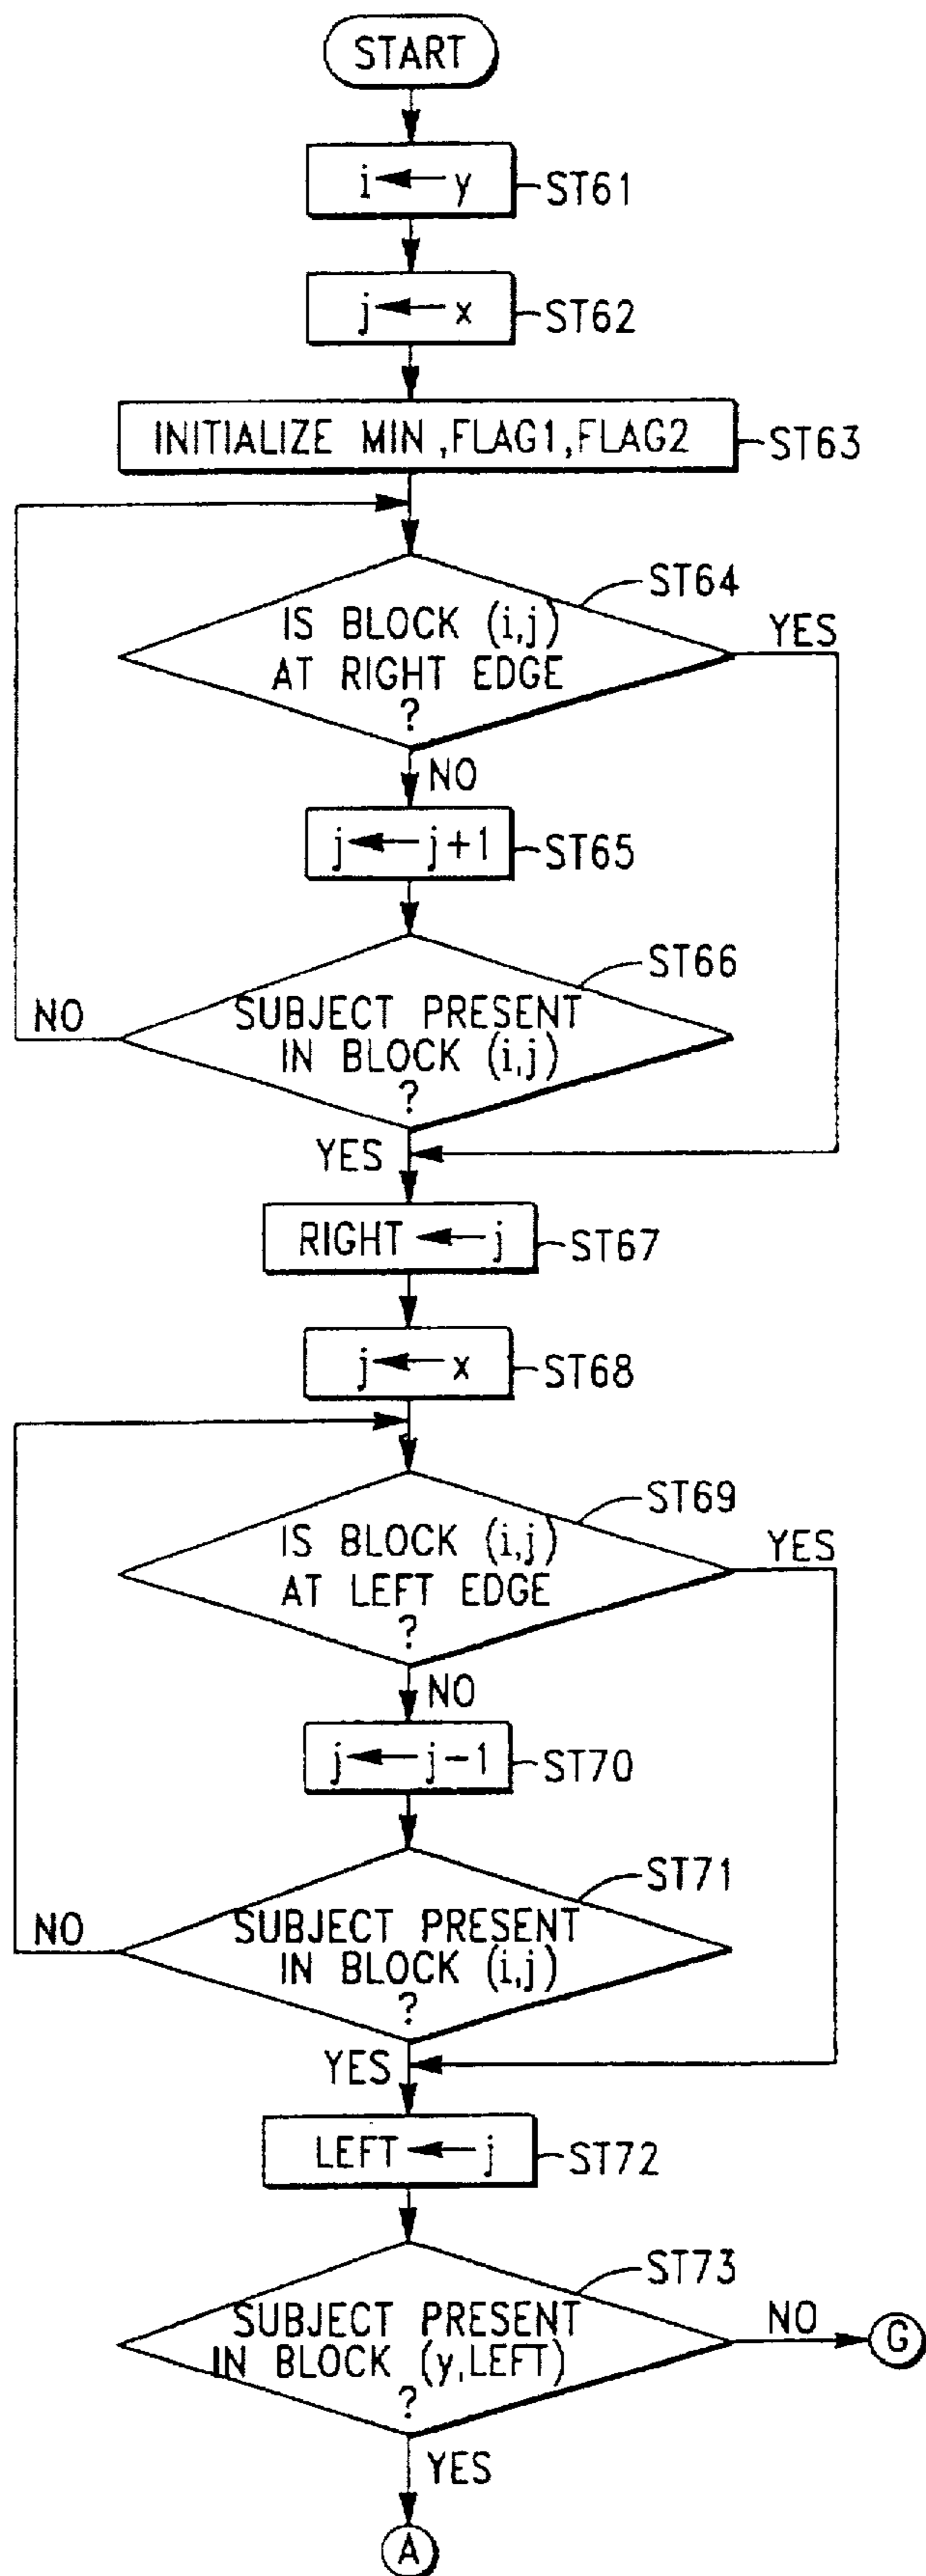 START
i ← y
ST61
j ← x
ST62
INITIALIZE MIN ,FLAG1,FLAG2
ST63
ST64
IS BLOCK (i,j)
AT RIGHT EDGE
?
YES
NO
j ← j+1
ST65
ST66
SUBJECT PRESENT
IN BLOCK (i,j)
?
NO
YES
RIGHT ← j
ST67
j ← x
ST68
ST69
IS BLOCK (i,j)
AT LEFT EDGE
?
YES
NO
j ← j-1
ST70
ST71
SUBJECT PRESENT
IN BLOCK (i,j)
?
NO
YES
LEFT ← j
ST72
ST73
SUBJECT PRESENT
IN BLOCK (y,LEFT)
?
NO
G
YES
A